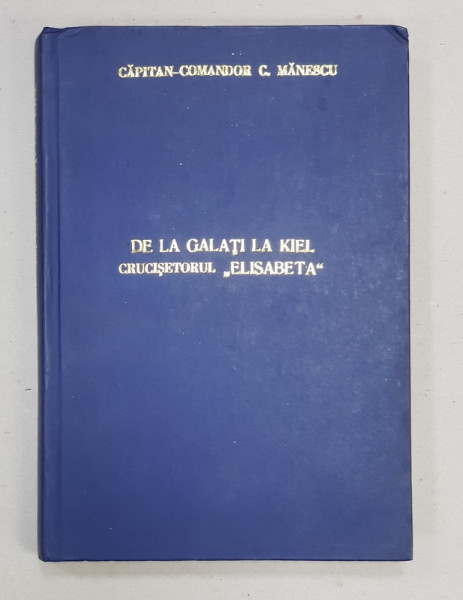 CĂPITAN-COMANDOR C. MĂNESCU
DE LA GALAŢI LA KIEL
CRUCIŞETORUL „ELISABETA“